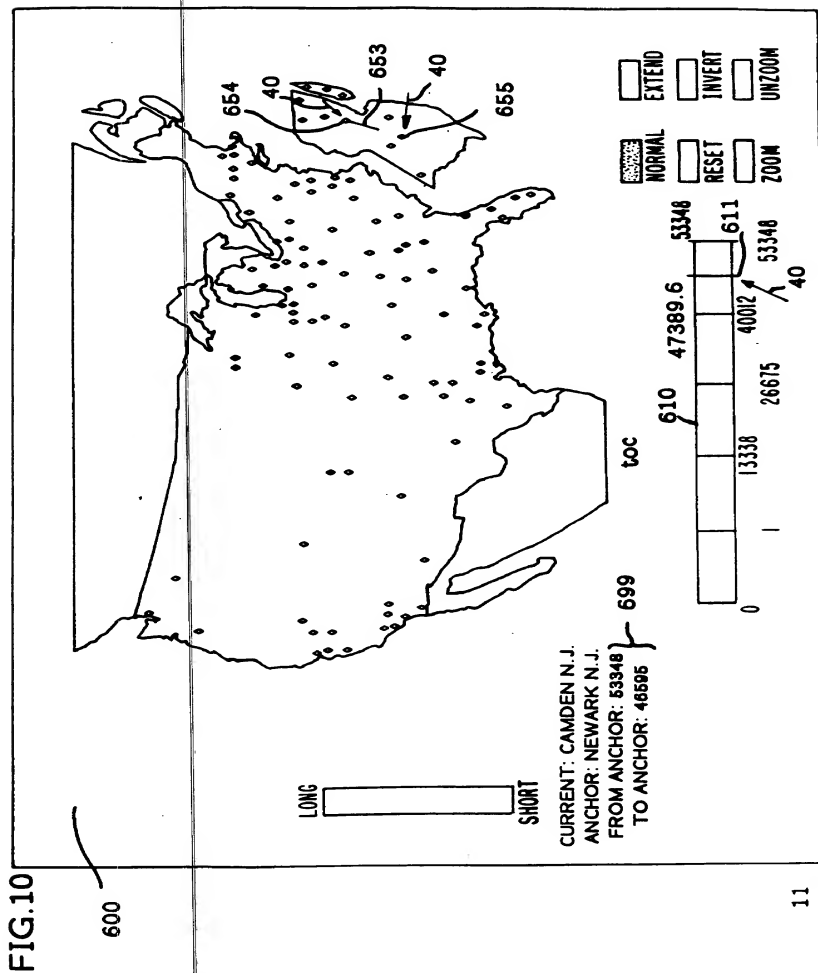 FIG.10
600
654
40
653
40
655
LONG
SHORT
CURRENT: CAMDEN N.J.
ANCHOR: NEWARK N.J.
FROM ANCHOR: 53348
TO ANCHOR: 46595
699
toc
610
47389.6
53348
0
1
13338
26675
40012
53348
611
40
NORMAL
EXTEND
RESET
INVERT
ZOOM
UNZOOM
11